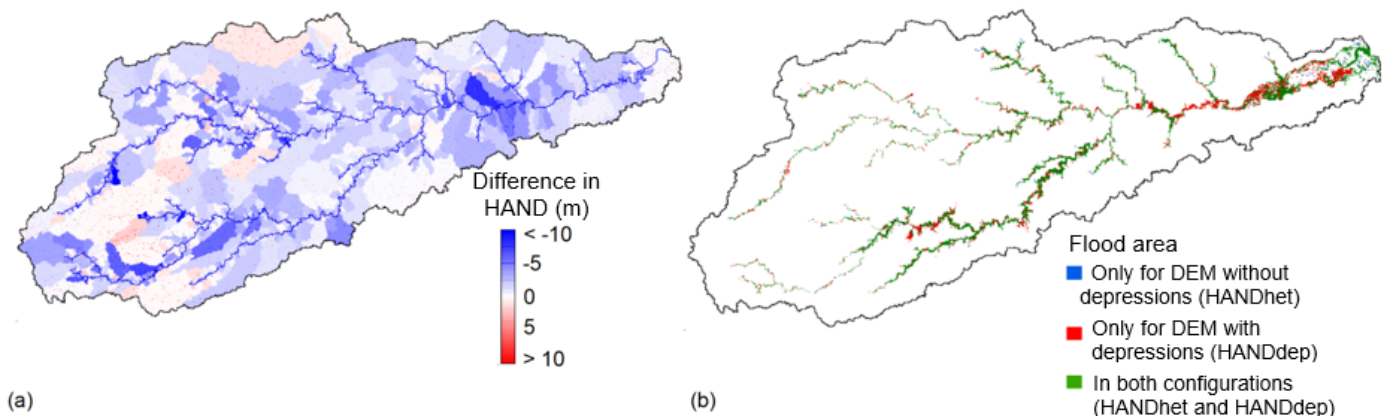 Difference in
HAND (m)
< -10
-5
0
5
> 10
(a)
Flood area
Only for DEM without
depressions (HANDhet)
Only for DEM with
depressions (HANDdep)
In both configurations
(HANDhet and HANDdep)
(b)